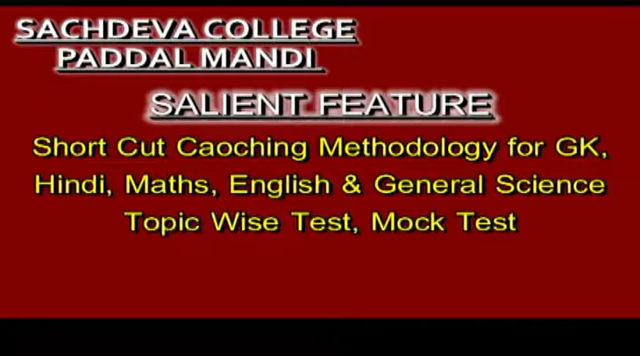 SACHDEVA COLLEGE
PADDAL MANDI
SALIENT FEATURE
Short Cut Caoching Methodology for GK,
Hindi, Maths, English & General Science
Topic Wise Test, Mock Test